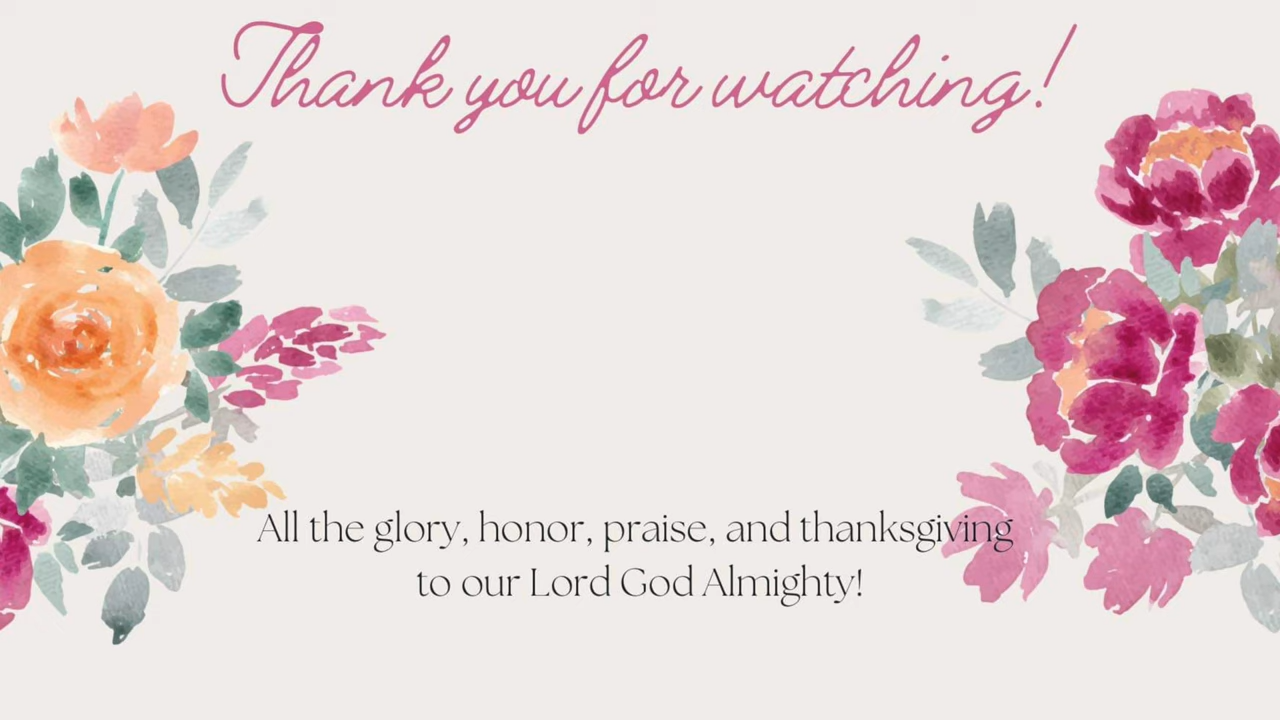 Thank you for watching!
All the glory, honor, praise, and thanksgiving
to our Lord God Almighty!